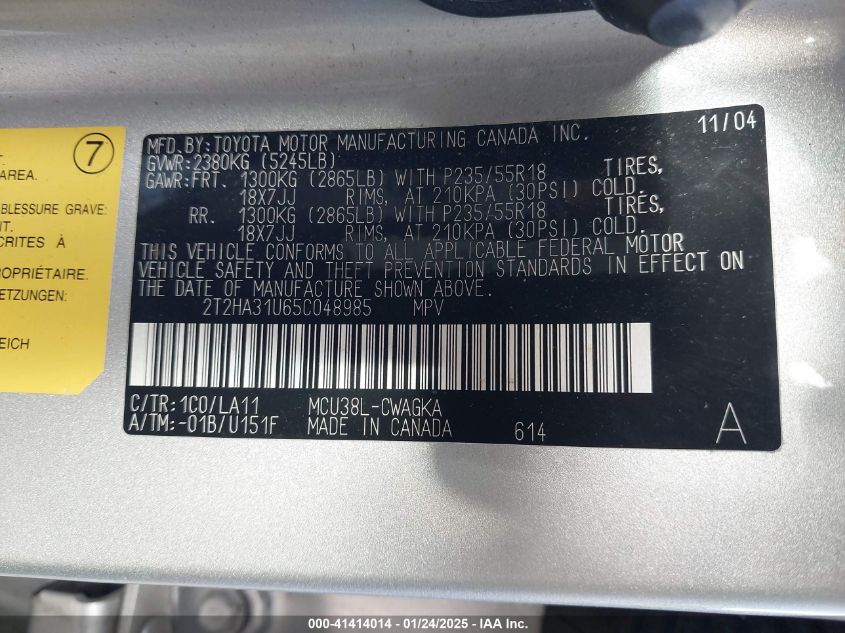 7
AREA.
BLESSURE GRAVE:
CRITES À
PROPRIÉTAIRE.
ETZUNGEN:
EICH
MFD. BY: TOYOTA MOTOR MANUFACTURING CANADA INC. 11/04
GVWR: 2380KG (5245LB)
GAWR: FRT. 1300KG (2865LB) WITH P235/55R18 TIRES,
18X7JJ RIMS, AT 210KPA (30PSI) COLD.
RR. 1300KG (2865LB) WITH P235/55R18 TIRES,
18X7JJ RIMS, AT 210KPA (30PSI) COLD.
THIS VEHICLE CONFORMS TO ALL APPLICABLE FEDERAL MOTOR
VEHICLE SAFETY AND THEFT PREVENTION STANDARDS IN EFFECT ON
THE DATE OF MANUFACTURE SHOWN ABOVE.
2T2HA31U65C048985 MPV
C/TR: 1C0/LA11 MCU38L-CWAGKA
A/TM: -01B/U151F MADE IN CANADA 614 A
000-41414014 - 01/24/2025 - IAA Inc.